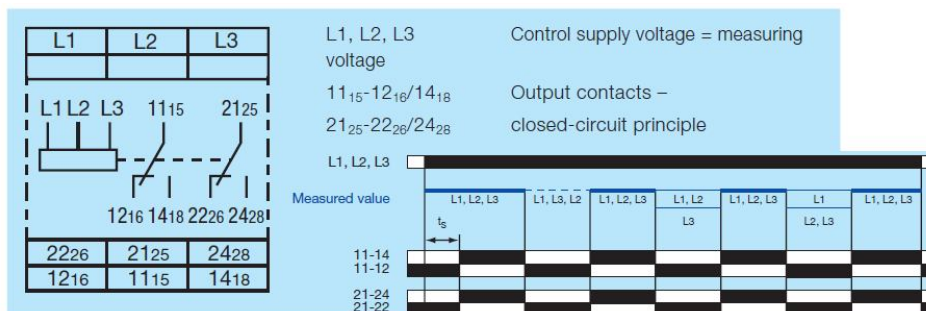 L1 L2 L3
L1 L2 L3 1115 2125
1216 1418 2226 2428
2226 2125 2428
1216 1115 1418
L1, L2, L3 Control supply voltage = measuring
voltage
1115-1216/1418 Output contacts –
2125-2226/2428 closed-circuit principle
L1, L2, L3
Measured value L1, L2, L3 L1, L3, L2 L1, L2, L3 L1, L2 L1, L2, L3 L1 L1, L2, L3
L3 L2, L3
ts
11-14
11-12
21-24
21-22